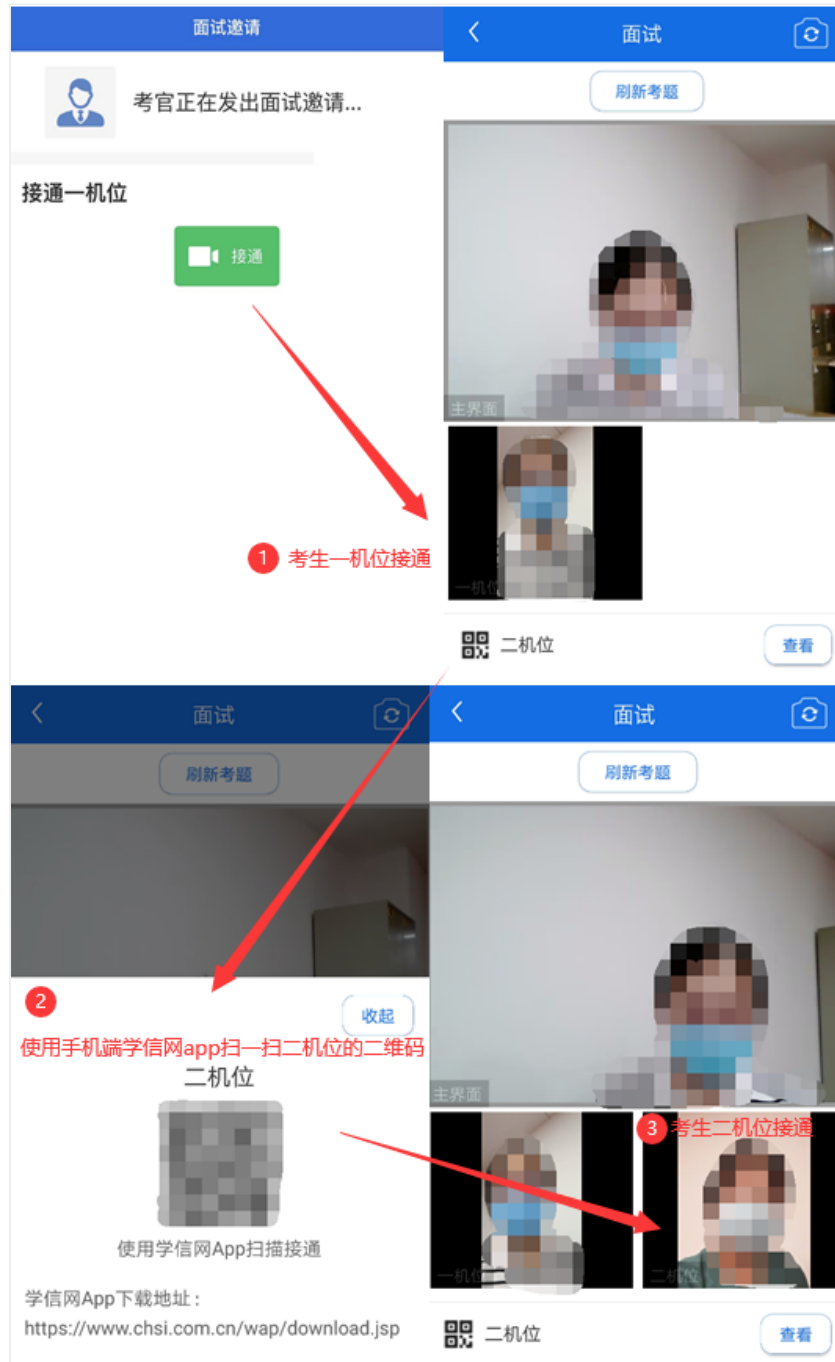 面试邀请
考官正在发出面试邀请...
接通一机位
接通
1 考生一机位接通
面试
刷新考题
主界面
一机位
二机位
查看
面试
刷新考题
2
收起
使用手机端学信网app扫一扫二机位的二维码
二机位
使用学信网App扫描接通
学信网App下载地址：
https://www.chsi.com.cn/wap/download.jsp
面试
刷新考题
主界面
3 考生二机位接通
一机位
二机位
二机位
查看